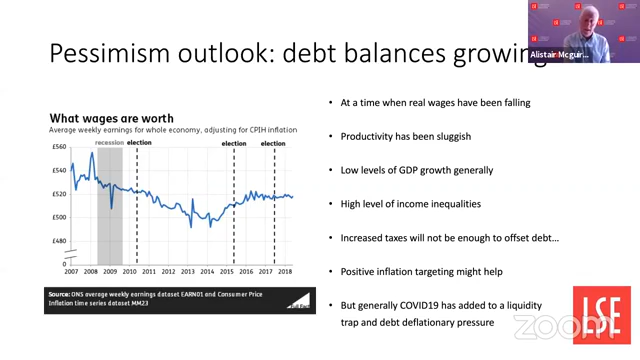 Pessimism outlook: debt balances growing
Alistair Mcguir...
What wages are worth
Average weekly earnings for whole economy, adjusting for CPIH inflation
recession
election
election
election
£560
£540
£520
£500
£480
0
2007
2008
2009
2010
2011
2012
2013
2014
2015
2016
2017
2018
Source: ONS average weekly earnings dataset EARN01 and Consumer Price
Inflation time series dataset MM23
Full Fact
• At a time when real wages have been falling
• Productivity has been sluggish
• Low levels of GDP growth generally
• High level of income inequalities
• Increased taxes will not be enough to offset debt...
• Positive inflation targeting might help
• But generally COVID19 has added to a liquidity
trap and debt deflationary pressure
LSE
zoom